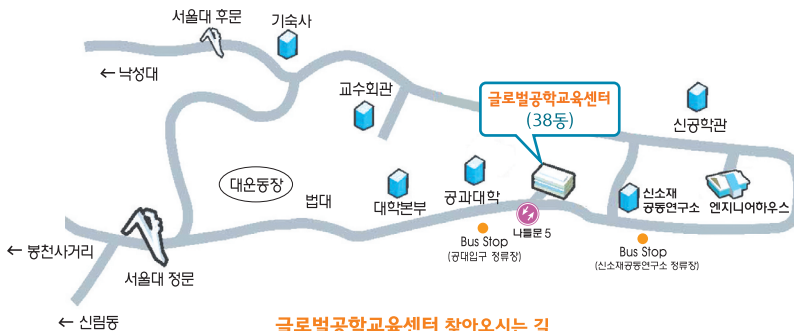 서울대 후문
기숙사
← 낙성대
교수회관
글로벌공학교육센터
(38동)
신공학관
대운동장
법대
대학본부
공과대학
신소재
공동연구소
엔지니어하우스
나들문 5
Bus Stop
(공대입구 정류장)
Bus Stop
(신소재공동연구소 정류장)
← 봉천사거리
서울대 정문
← 신림동
글로벌공학교육센터 찾아오시는 길